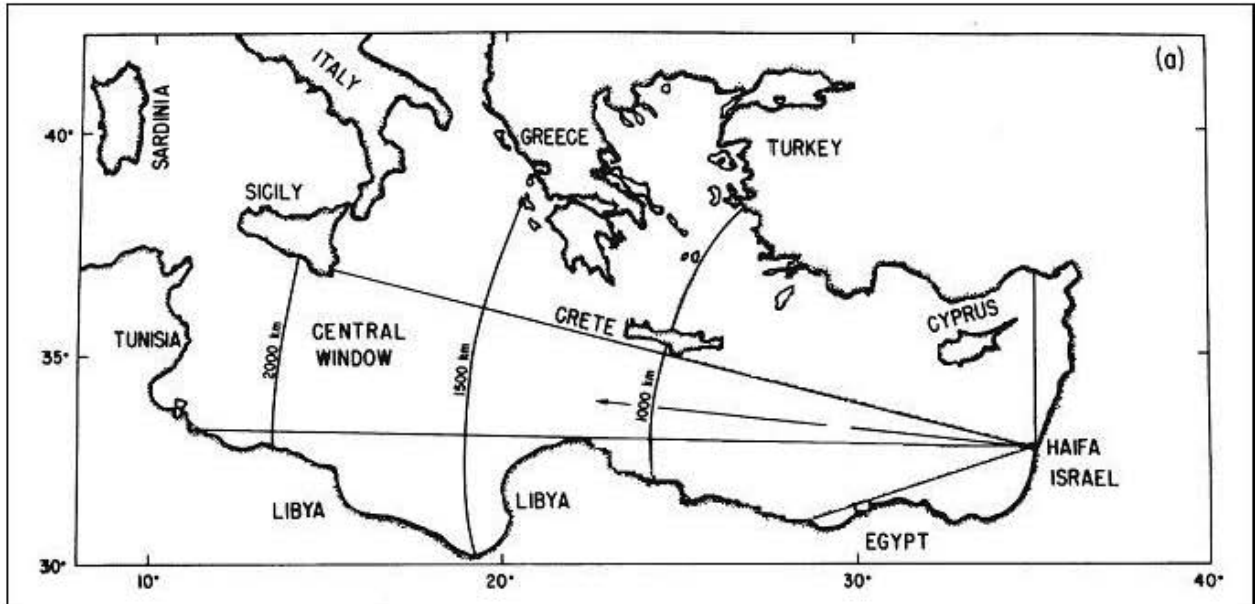 (a)
ITALY
SARDINIA
40°
GREECE
TURKEY
SICILY
CRETE
CYPRUS
TUNISIA
CENTRAL
WINDOW
2000 km
1500 km
1000 km
35°
HAIFA
ISRAEL
LIBYA
LIBYA
EGYPT
30°
10°
20°
30°
40°